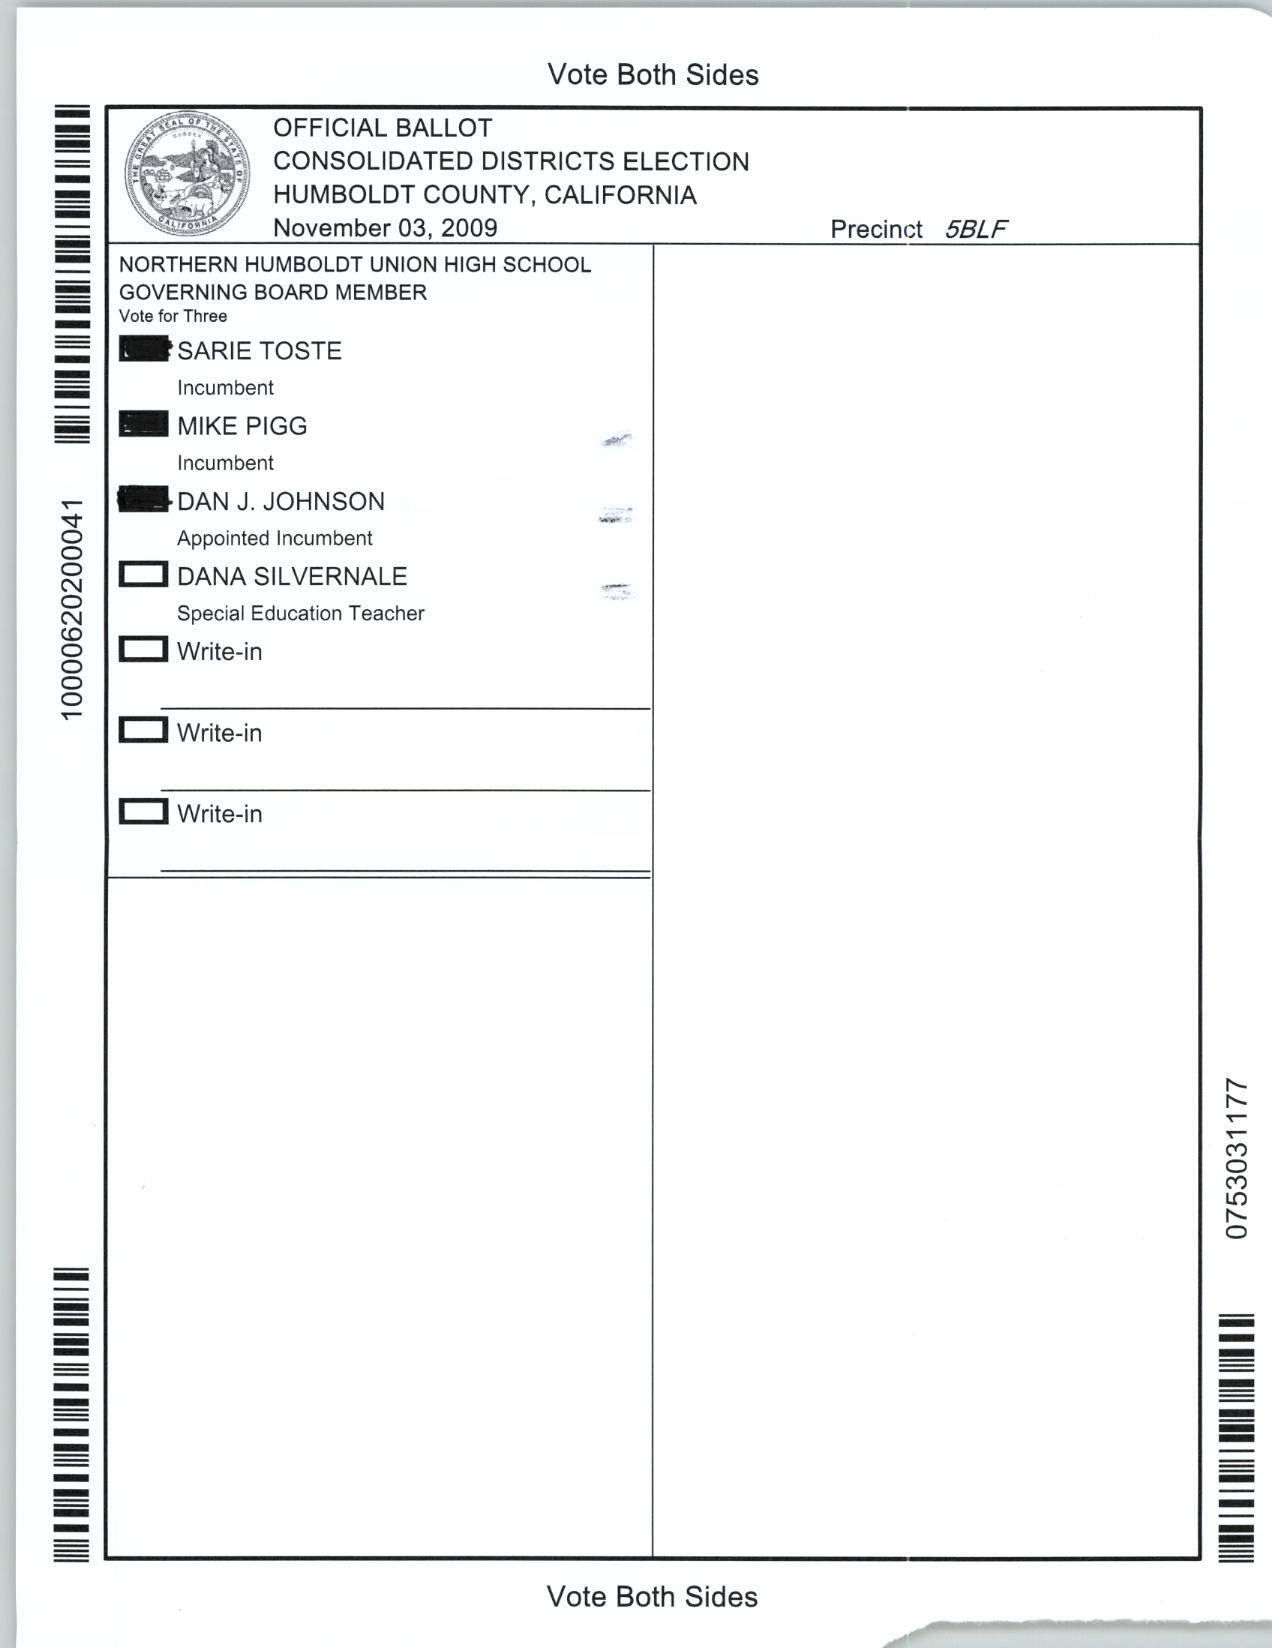 Vote Both Sides
OFFICIAL BALLOT
CONSOLIDATED DISTRICTS ELECTION
HUMBOLDT COUNTY, CALIFORNIA
November 03, 2009
Precinct 5BLF
THE GREAT SEAL OF THE STATE OF CALIFORNIA
EUREKA
NORTHERN HUMBOLDT UNION HIGH SCHOOL
GOVERNING BOARD MEMBER
Vote for Three
SARIE TOSTE
Incumbent
MIKE PIGG
Incumbent
DAN J. JOHNSON
Appointed Incumbent
DANA SILVERNALE
Special Education Teacher
Write-in
Write-in
Write-in
10000620200041
0753031177
Vote Both Sides